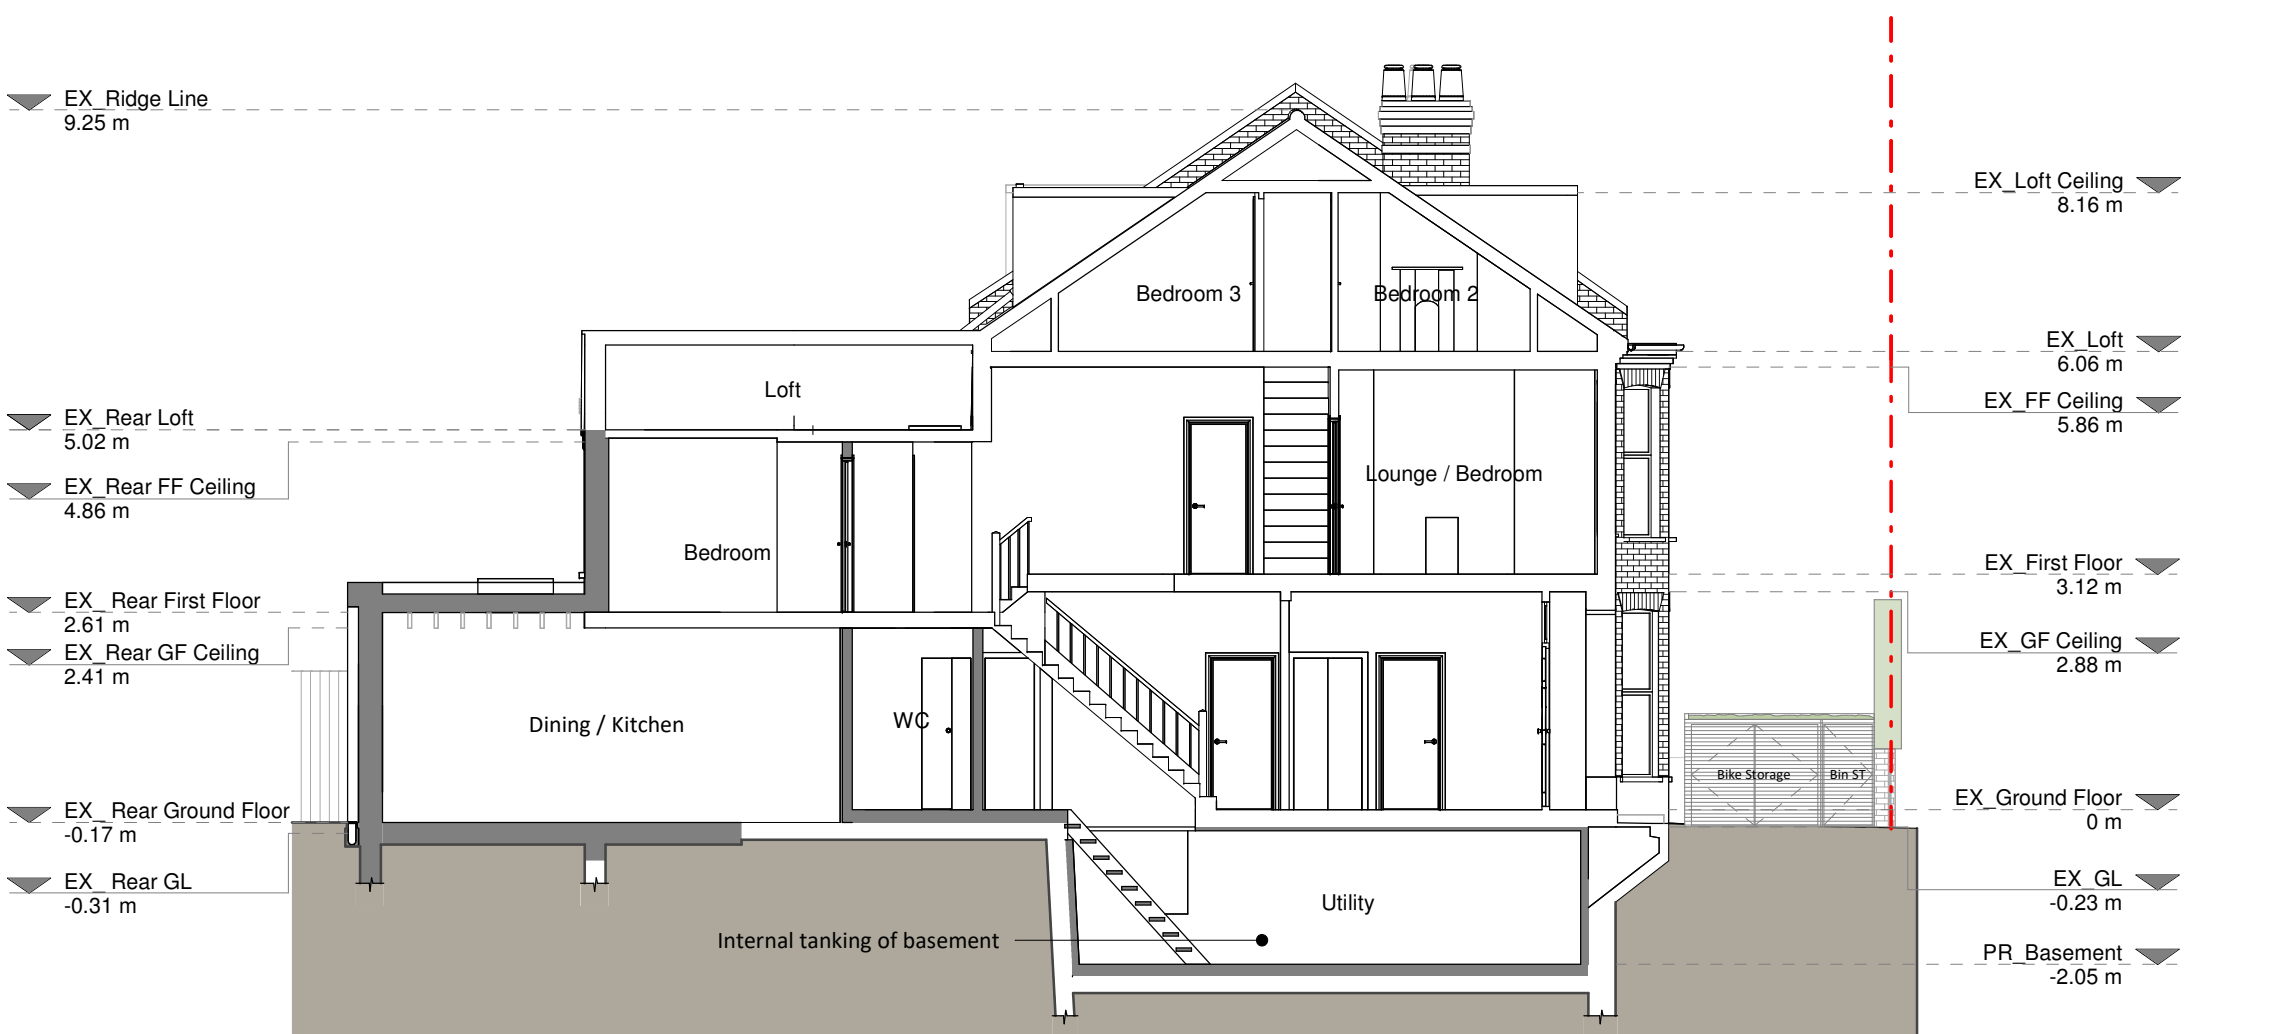 EX_Ridge Line
9.25 m
EX_Loft Ceiling
8.16 m
Bedroom 3
Bedroom 2
EX_Loft
6.06 m
Loft
EX_FF Ceiling
5.86 m
EX_Rear Loft
5.02 m
Lounge / Bedroom
EX_Rear FF Ceiling
4.86 m
Bedroom
EX_First Floor
3.12 m
EX_ Rear First Floor
2.61 m
EX_GF Ceiling
2.88 m
EX_Rear GF Ceiling
2.41 m
WC
Dining / Kitchen
Bike Storage
Bin ST
EX_Ground Floor
0 m
EX_ Rear Ground Floor
-0.17 m
EX_ Rear GL
-0.31 m
EX_GL
-0.23 m
Utility
Internal tanking of basement
PR_Basement
-2.05 m